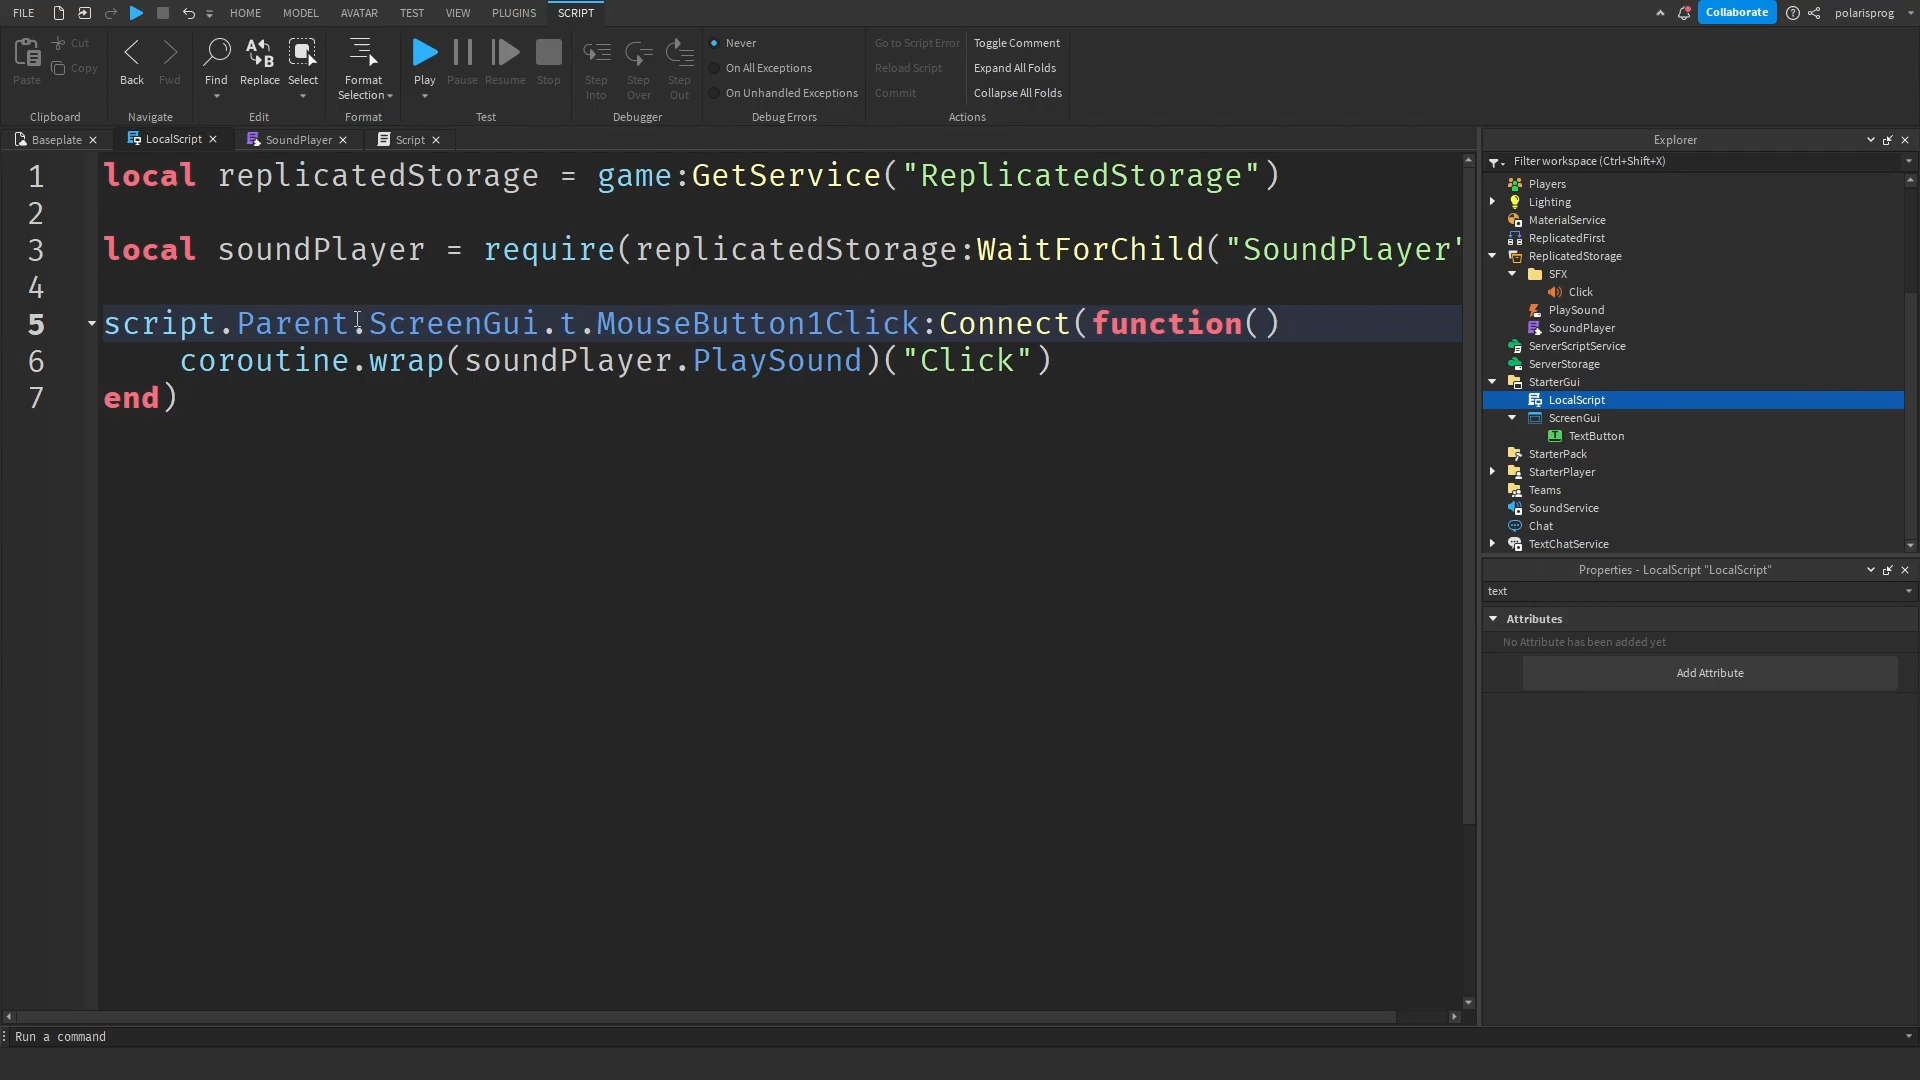 FILE HOME MODEL AVATAR TEST VIEW PLUGINS SCRIPT Collaborate polarisprog
Paste Cut Copy Clipboard
Back Fwd Navigate
Find Replace Select Edit
Format Selection Format
Play Pause Resume Stop Test
Step Into Step Over Step Out Debugger
Never
On All Exceptions
On Unhandled Exceptions
Debug Errors
Go to Script Error Toggle Comment
Reload Script Expand All Folds
Commit Collapse All Folds
Actions
Baseplate LocalScript SoundPlayer Script
1 local replicatedStorage = game:GetService("ReplicatedStorage")
2
3 local soundPlayer = require(replicatedStorage:WaitForChild("SoundPlayer"
4
5 script.Parent.ScreenGui.t.MouseButton1Click:Connect(function()
6 coroutine.wrap(soundPlayer.PlaySound)("Click")
7 end)
Explorer
Filter workspace (Ctrl+Shift+X)
Players
Lighting
MaterialService
ReplicatedFirst
ReplicatedStorage
SFX
Click
PlaySound
SoundPlayer
ServerScriptService
ServerStorage
StarterGui
LocalScript
ScreenGui
TextButton
StarterPack
StarterPlayer
Teams
SoundService
Chat
TextChatService
Properties - LocalScript "LocalScript"
text
Attributes
No Attribute has been added yet
Add Attribute
Run a command